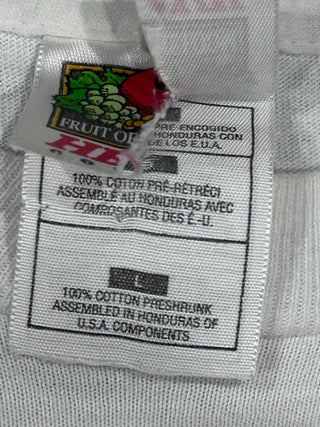 FRUIT OF
PRE-ENCOGIDO
HONDURAS CON
DE LOS E.U.A.
100% COTON PRÉ-RÉTRÉCI
ASSEMBLÉ AU HONDURAS AVEC
COMPOSANTES DES É.-U.
L
100% COTTON PRESHRUNK
ASSEMBLED IN HONDURAS OF
U.S.A. COMPONENTS